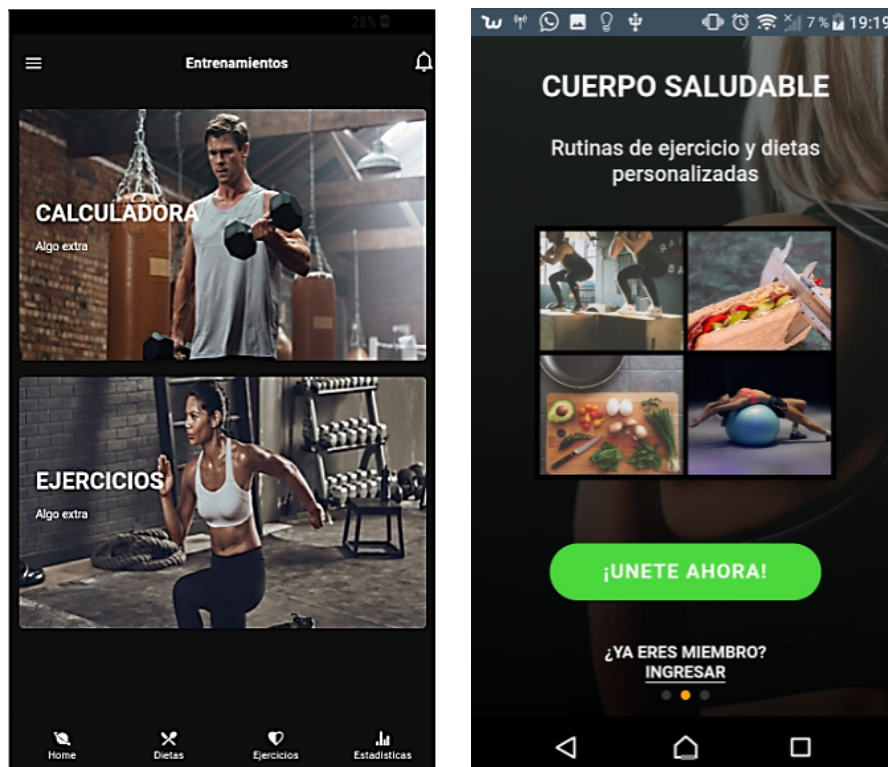 28%
Entrenamientos
CALCULADORA
Algo extra
EJERCICIOS
Algo extra
Home
Dietas
Ejercicios
Estadisticas
7% 19:19
CUERPO SALUDABLE
Rutinas de ejercicio y dietas
personalizadas
¡UNETE AHORA!
¿YA ERES MIEMBRO?
INGRESAR